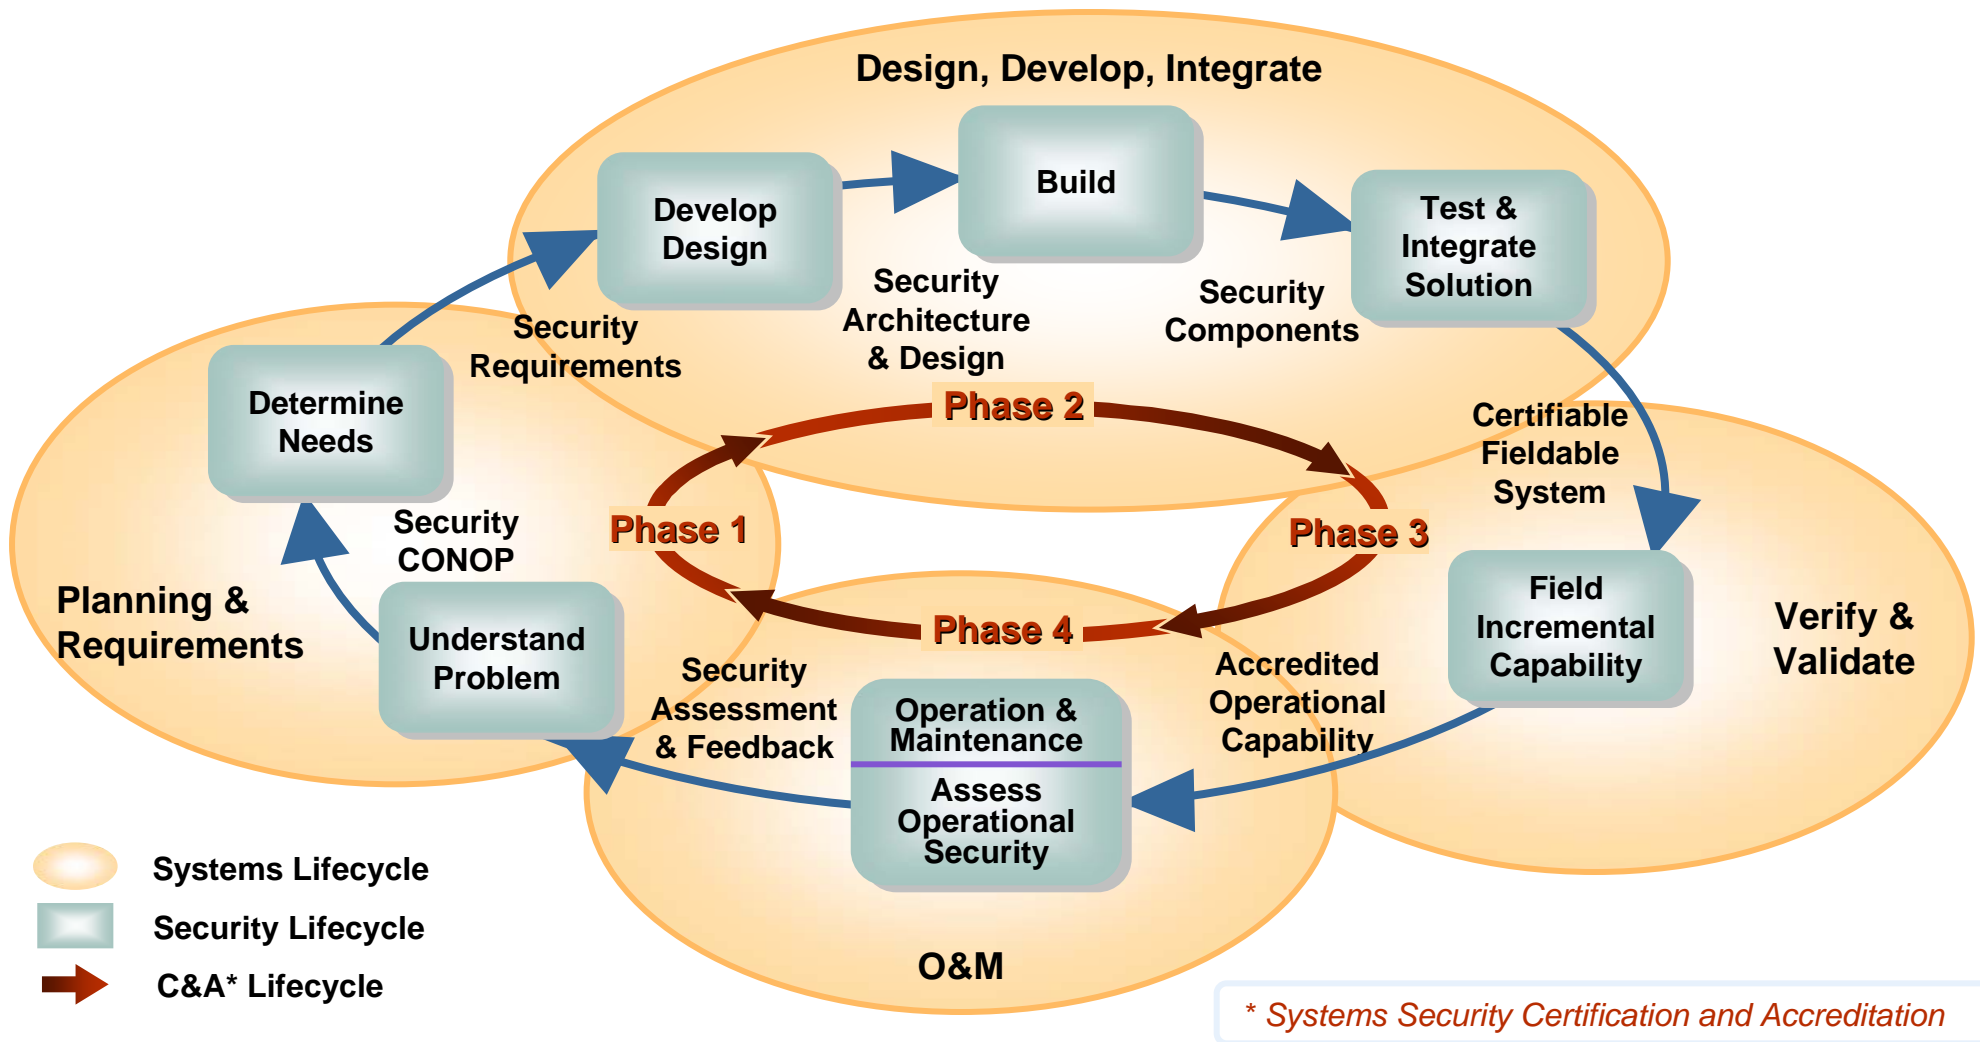 Design, Develop, Integrate
Build
Develop
Design
Test &
Integrate
Solution
Security
Architecture
& Design
Security
Components
Security
Requirements
Determine
Needs
Phase 2
Certifiable
Fieldable
System
Security
CONOP
Phase 1
Phase 3
Planning &
Requirements
Understand
Problem
Field
Incremental
Capability
Verify &
Validate
Phase 4
Security
Assessment
& Feedback
Accredited
Operational
Capability
Operation &
Maintenance
Assess
Operational
Security
O&M
Systems Lifecycle
Security Lifecycle
C&A* Lifecycle
* Systems Security Certification and Accreditation